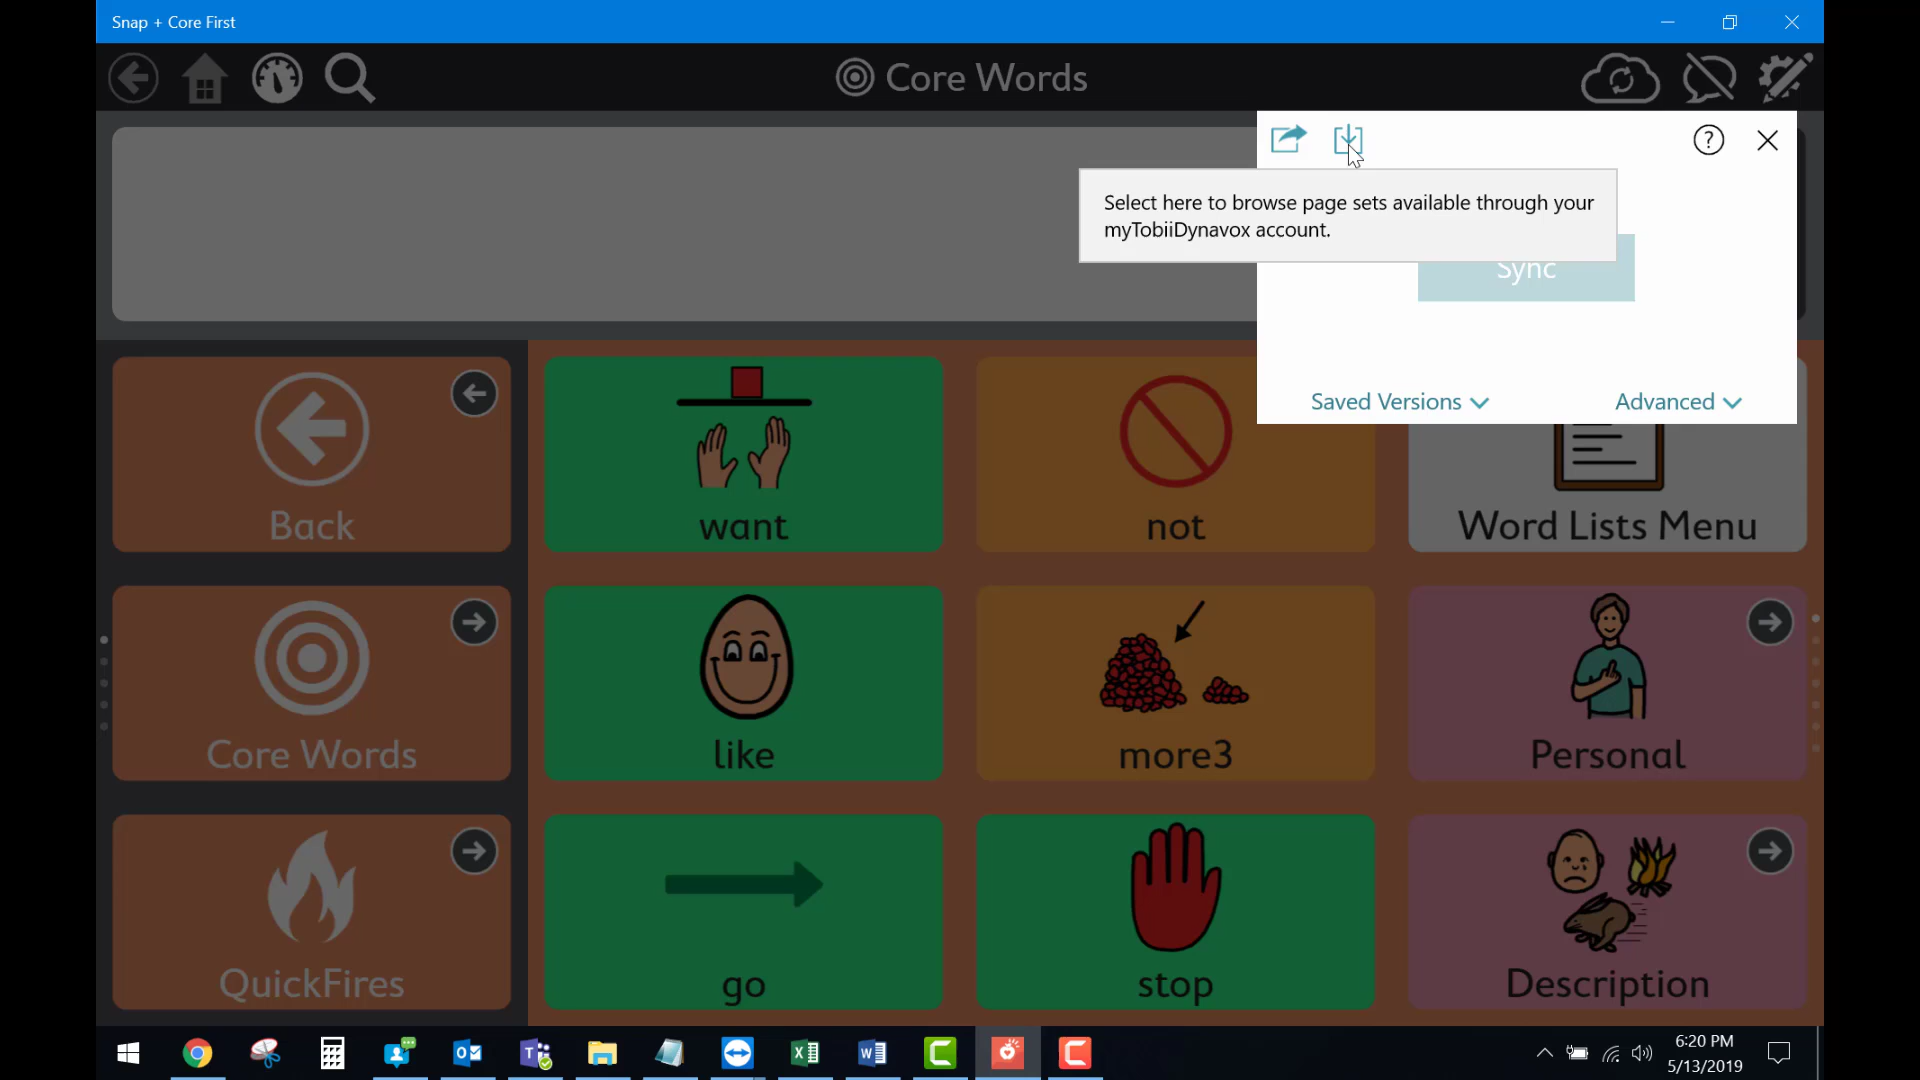 Snap + Core First
Core Words
?
Select here to browse page sets available through your
myTobiiDynavox account.
Sync
Saved Versions
Advanced
Back
want
not
Word Lists Menu
Core Words
like
more3
Personal
QuickFires
go
stop
Description
6:20 PM
5/13/2019